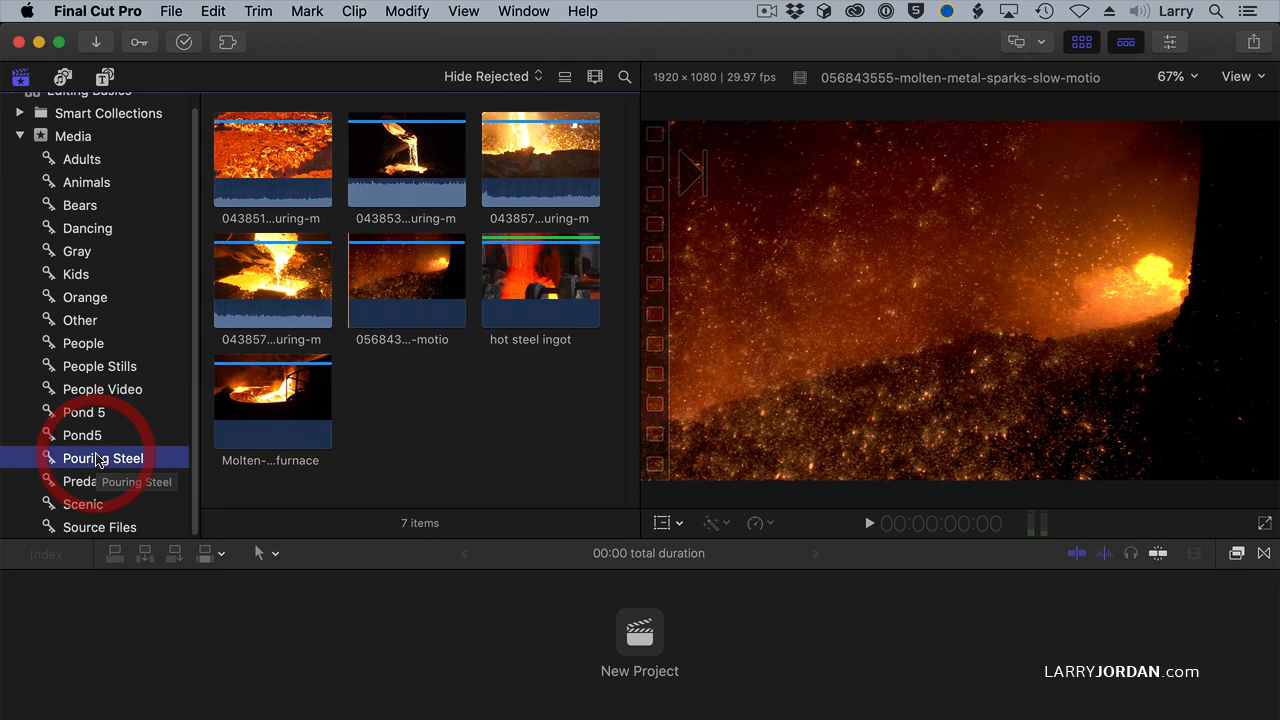 Final Cut Pro File Edit Trim Mark Clip Modify View Window Help Larry
Hide Rejected
1920 × 1080 | 29.97 fps
056843555-molten-metal-sparks-slow-motio
67%
View
Editing Basics
Smart Collections
Media
Adults
Animals
Bears
Dancing
Gray
Kids
Orange
Other
People
People Stills
People Video
Pond 5
Pond5
Pouring Steel
Preda
Pouring Steel
Scenic
Source Files
043851...uring-m
043853...uring-m
043857...uring-m
043857...uring-m
056843...-motio
hot steel ingot
Molten-...furnace
7 items
00:00:00:00
Index
00:00 total duration
New Project
LARRYJORDAN.com